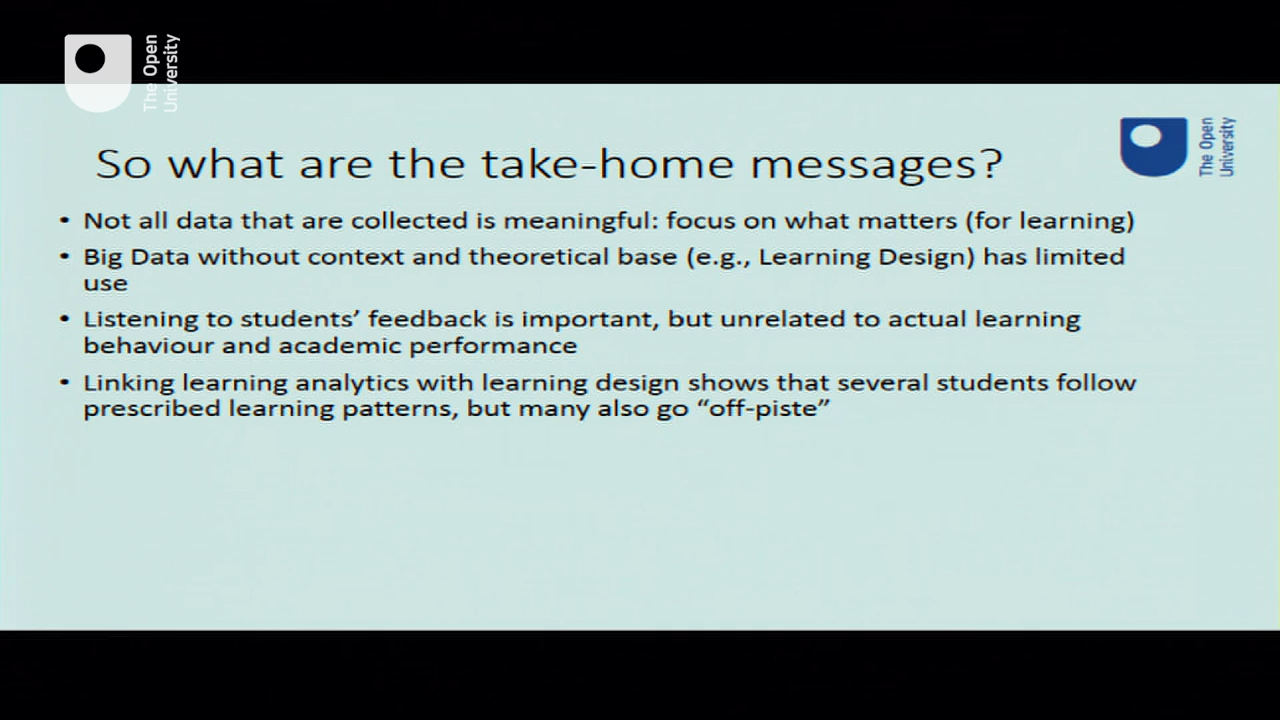 The Open
University
The Open
University
So what are the take-home messages?
• Not all data that are collected is meaningful: focus on what matters (for learning)
• Big Data without context and theoretical base (e.g., Learning Design) has limited
use
• Listening to students’ feedback is important, but unrelated to actual learning
behaviour and academic performance
• Linking learning analytics with learning design shows that several students follow
prescribed learning patterns, but many also go “off-piste”